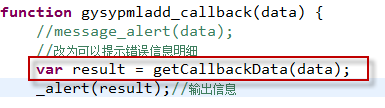 function gysypmladd_callback(data) {
//message_alert(data);
//改为可以提示错误信息明细
var result = getCallbackData(data);
_alert(result);//输出信息